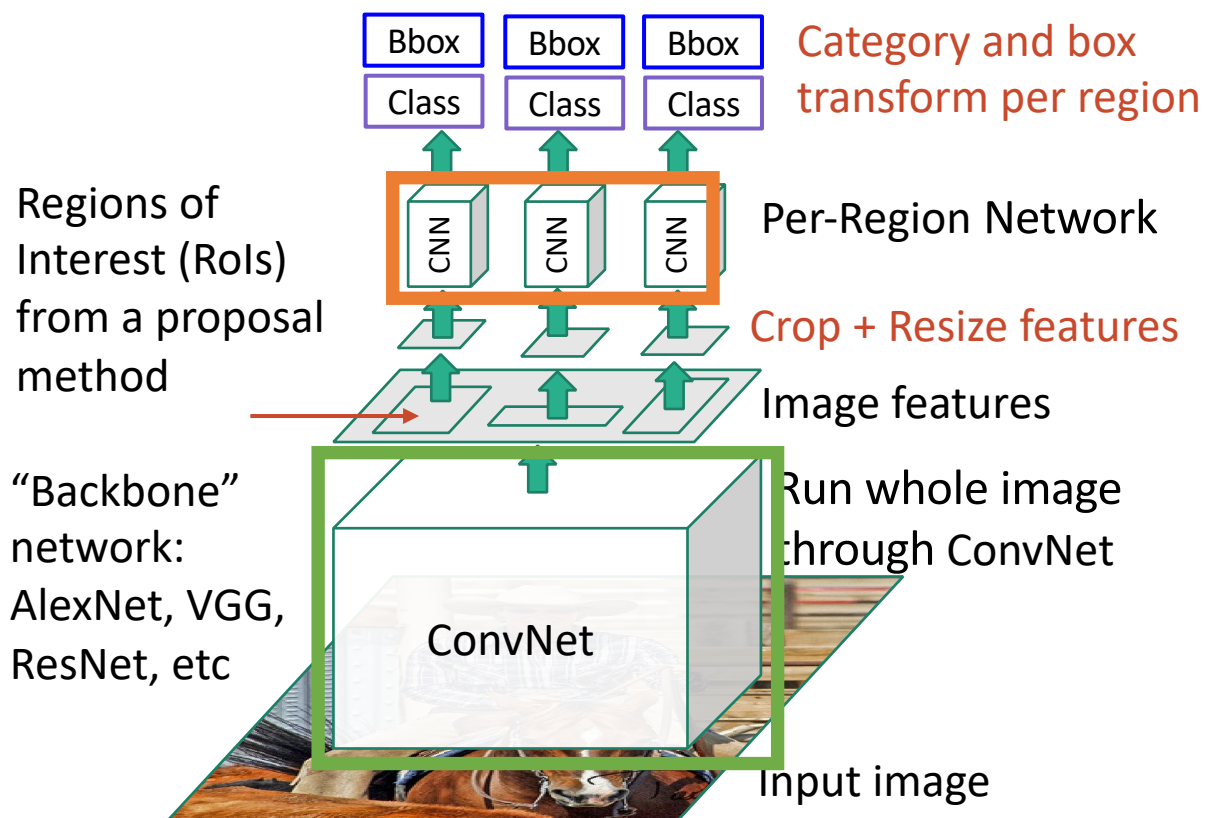 Bbox
Bbox
Bbox
Class
Class
Class
Category and box
transform per region
Regions of
Interest (RoIs)
from a proposal
method
CNN
CNN
CNN
Per-Region Network
Crop + Resize features
Image features
“Backbone”
network:
AlexNet, VGG,
ResNet, etc
Run whole image
through ConvNet
ConvNet
Input image